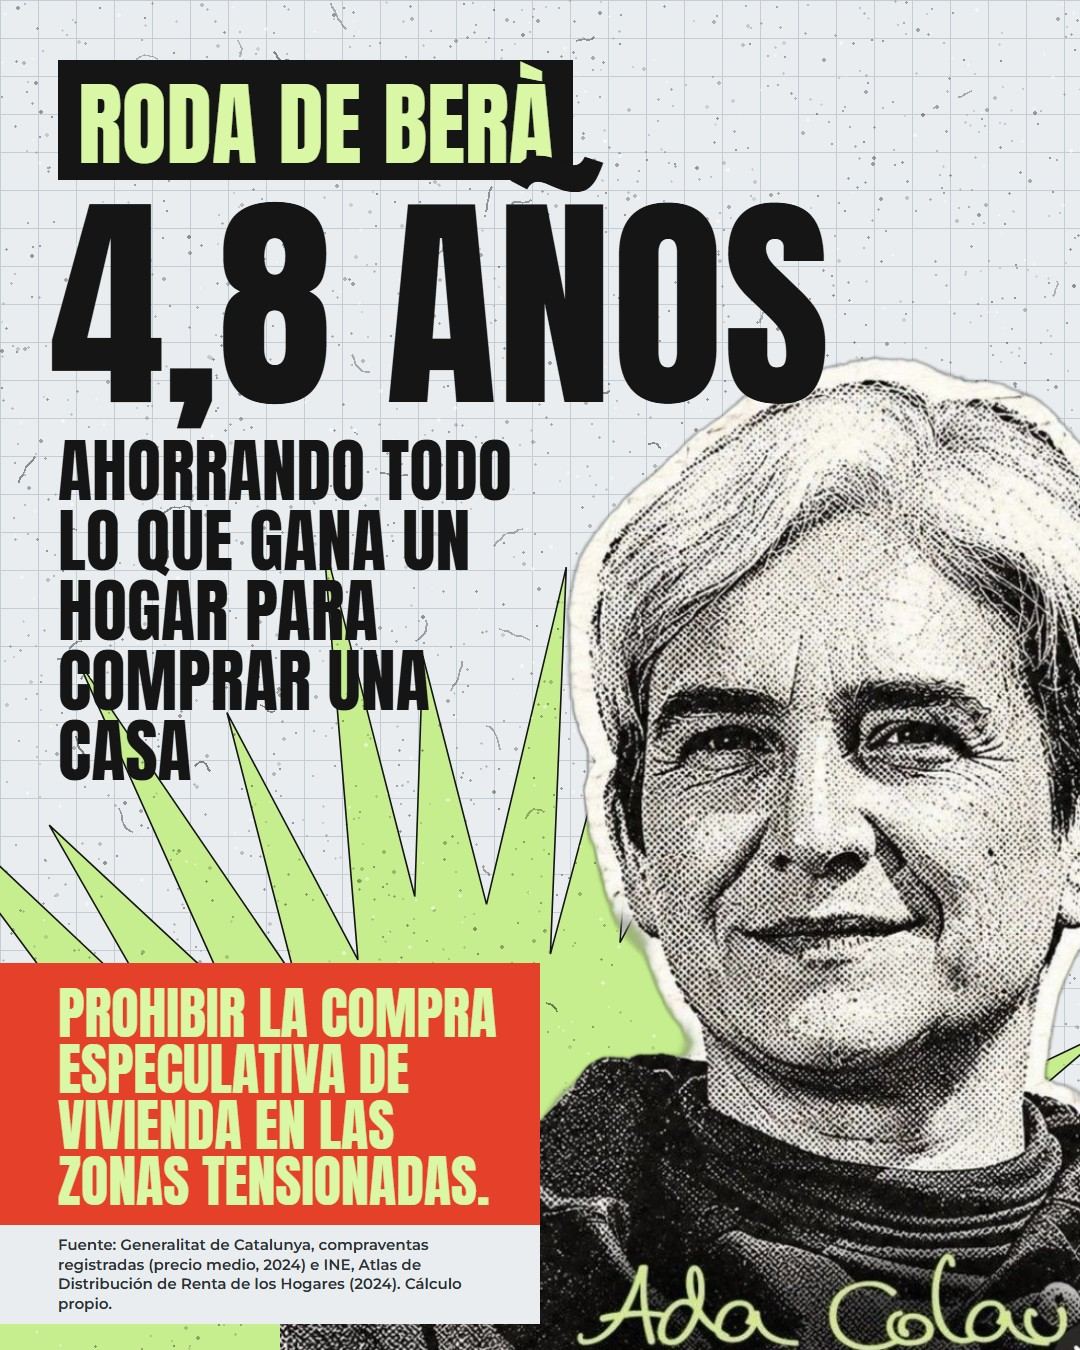 RODA DE BERÀ
4,8 AÑOS
AHORRANDO TODO
LO QUE GANA UN
HOGAR PARA
COMPRAR UNA
CASA
PROHIBIR LA COMPRA
ESPECULATIVA DE
VIVIENDA EN LAS
ZONAS TENSIONADAS.
Fuente: Generalitat de Catalunya, compraventas
registradas (precio medio, 2024) e INE, Atlas de
Distribución de Renta de los Hogares (2024). Cálculo
propio.
Ada Colau